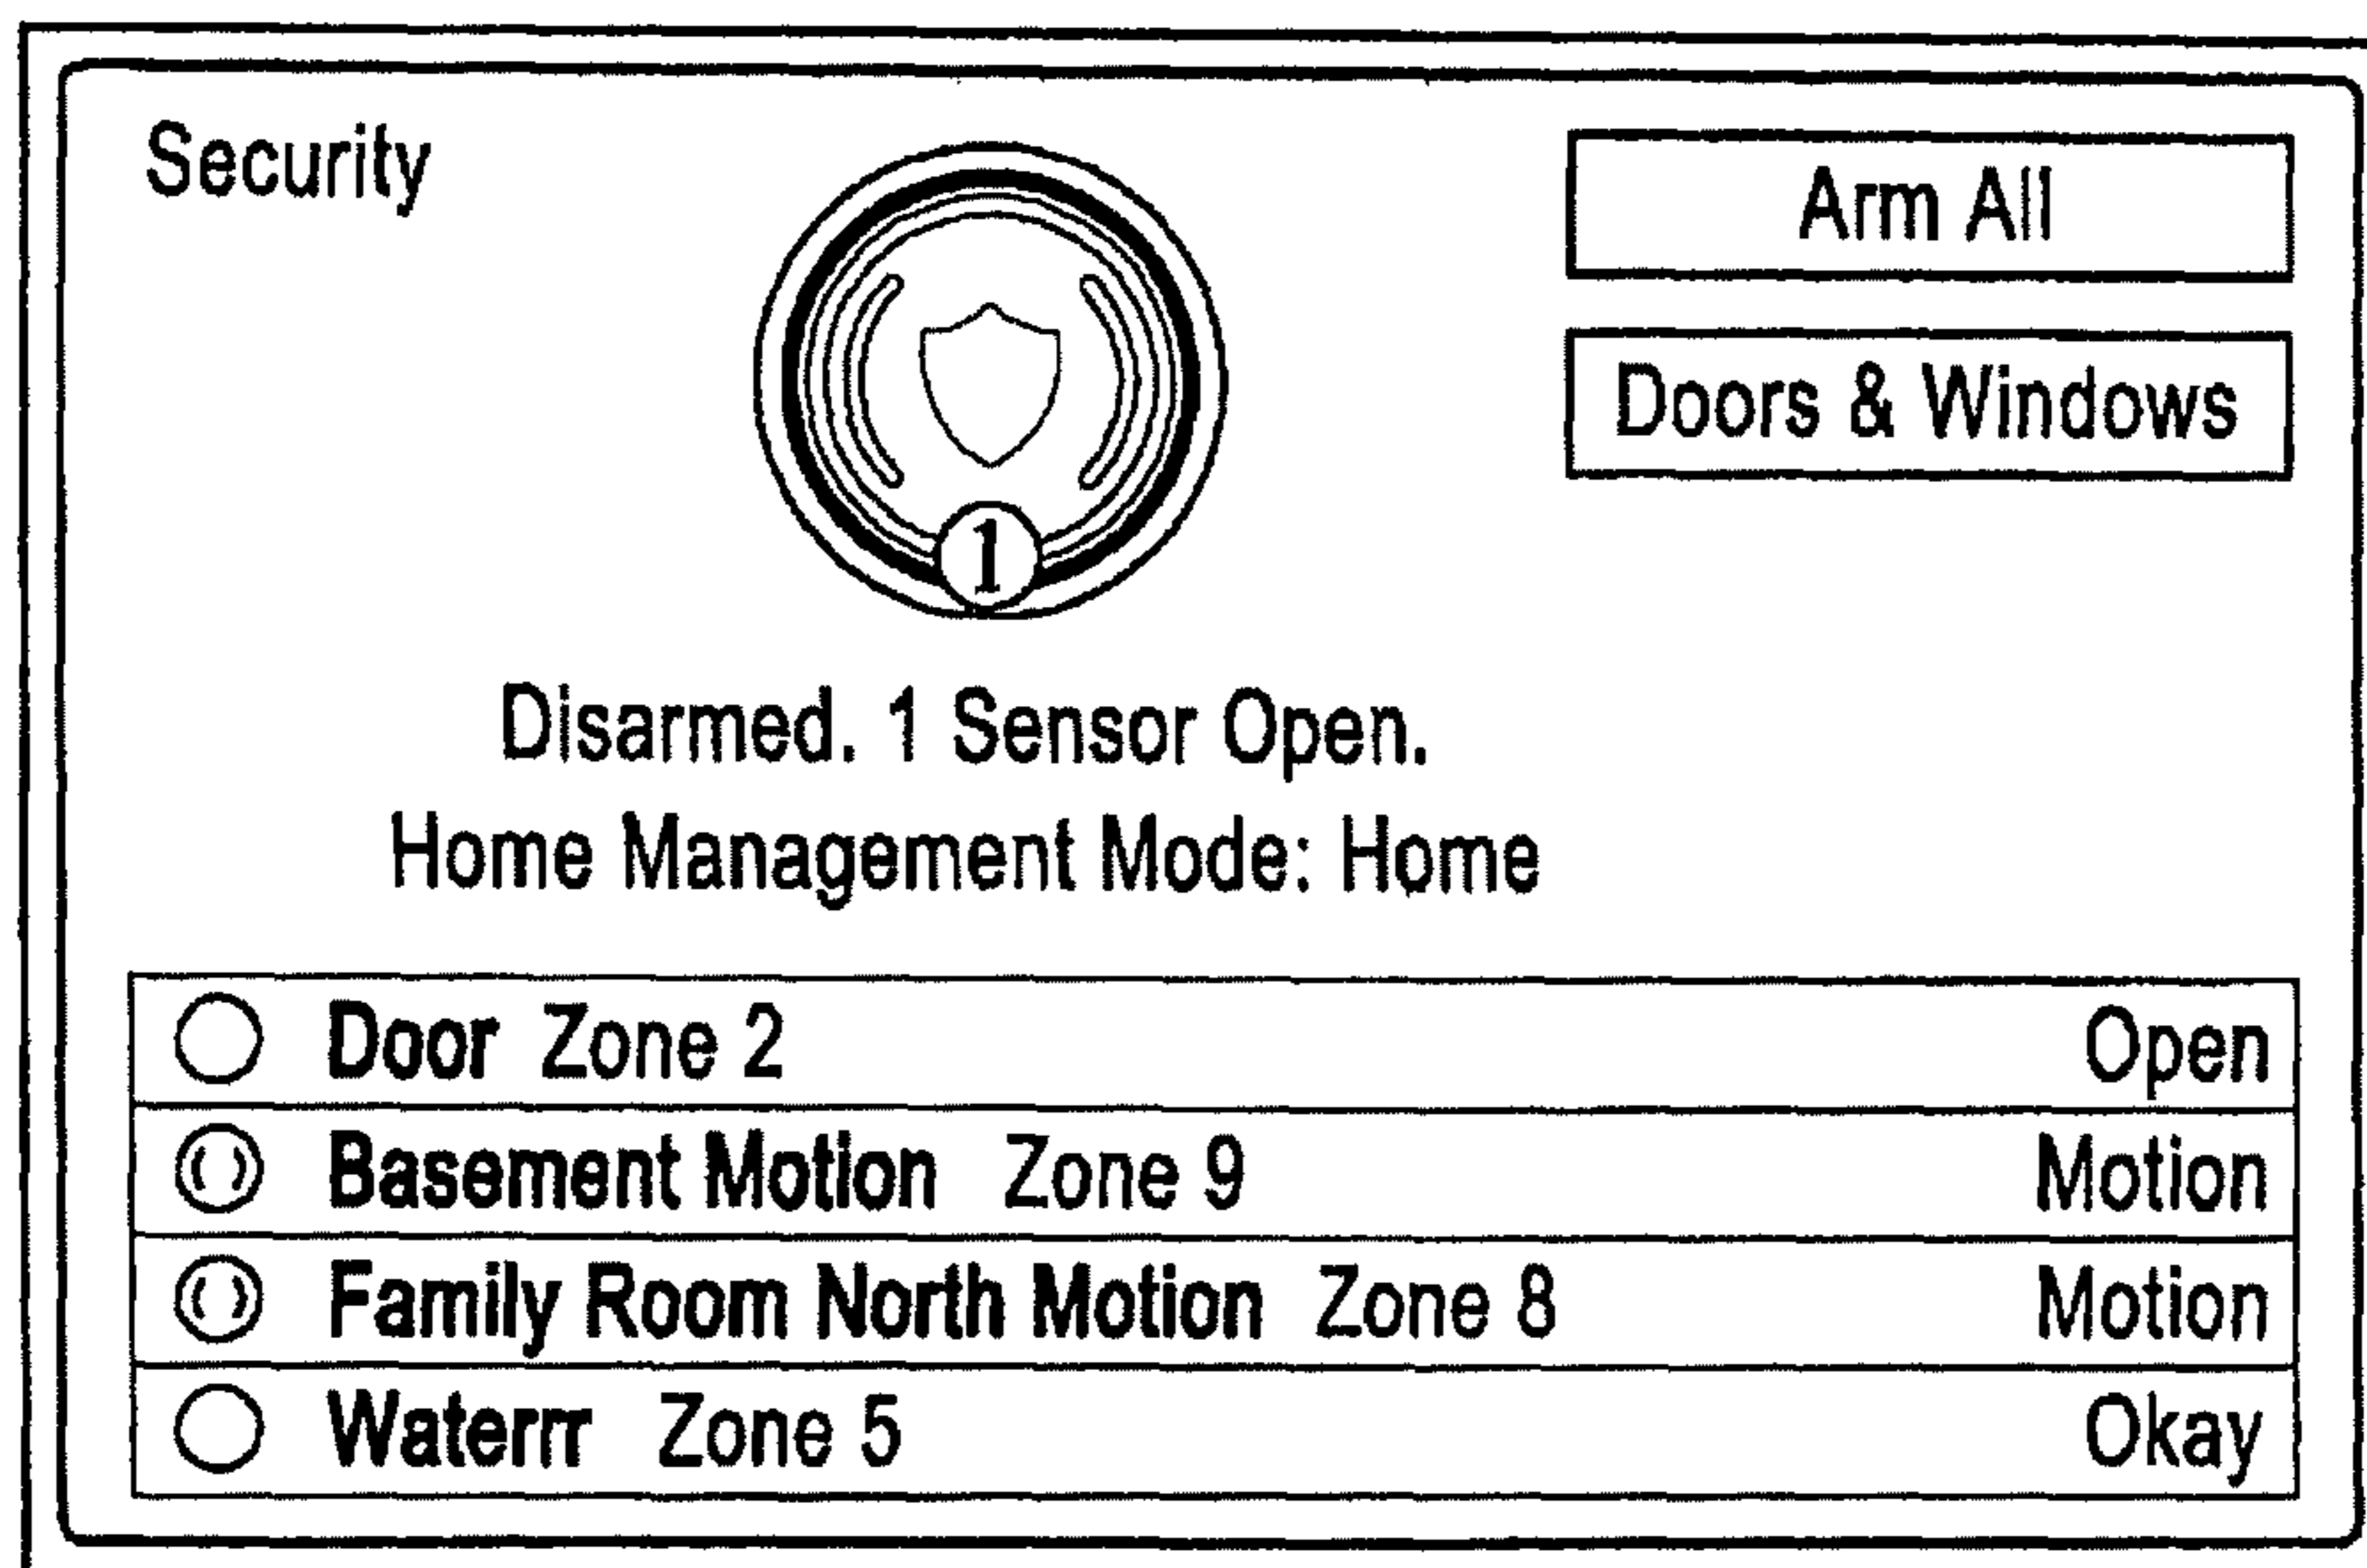 Security
Arm All
Doors & Windows
1
Disarmed. 1 Sensor Open.
Home Management Mode: Home
Door Zone 2 Open
Basement Motion Zone 9 Motion
Family Room North Motion Zone 8 Motion
Waterrr Zone 5 Okay